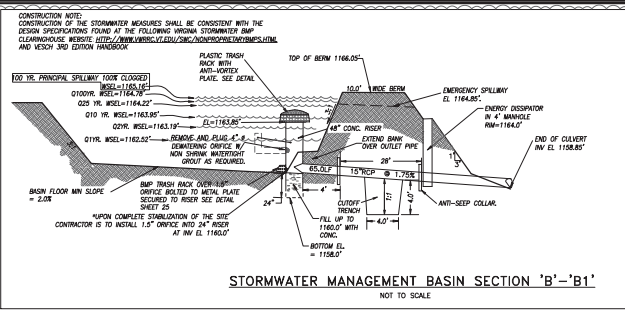 CONSTRUCTION NOTE:
CONSTRUCTION OF THE STORMWATER MEASURES SHALL BE CONSISTENT WITH THE
DESIGN SPECIFICATIONS FOUND AT THE FOLLOWING VIRGINIA STORMWATER BMP
CLEARINGHOUSE WEBSITE HTTP://WWW.VWRRC.VT.EDU/SWC/NONPROPRIETARYBMPS.HTML
AND VESCH 3RD EDITION HANDBOOK
PLASTIC TRASH
RACK WITH
ANTI-VORTEX
PLATE. SEE DETAIL
TOP OF BERM 1166.05'
100 YR. PRINCIPAL SPILLWAY 100% CLOGGED
WSEL=1165.16'
Q100YR. WSEL=1164.78'
Q25 YR. WSEL=1164.22'
Q10 YR. WSEL=1163.95'
Q2YR. WSEL=1163.19'
Q1YR. WSEL=1162.52'
EL=1163.85'
10.0' WIDE BERM
EMERGENCY SPILLWAY
EL 1164.85'
ENERGY DISSIPATOR
IN 4' MANHOLE
RIM=1164.0'
REMOVE AND PLUG 4" ø
DEWATERING ORIFICE W/
NON SHRINK WATERTIGHT
GROUT AS REQUIRED.
48" CONC. RISER
EXTEND BANK
OVER OUTLET PIPE
28'
1
3
END OF CULVERT
INV EL 1158.85'
65.0LF
15"RCP @ 1.75%
BASIN FLOOR MIN SLOPE
= 2.0%
BMP TRASH RACK OVER 1.5"
ORIFICE BOLTED TO METAL PLATE
SECURED TO RISER SEE DETAIL
SHEET 25
24"
4'
CUTOFF
TRENCH
1:1
4.0'
4.0'
ANTI-SEEP COLLAR.
*UPON COMPLETE STABILIZATION OF THE SITE
CONTRACTOR IS TO INSTALL 1.5" ORIFICE INTO 24" RISER
AT INV EL 1160.0'
FILL UP TO
1160.0' WITH
CONC.
BOTTOM EL.
= 1158.0'
STORMWATER MANAGEMENT BASIN SECTION 'B'-'B1'
NOT TO SCALE